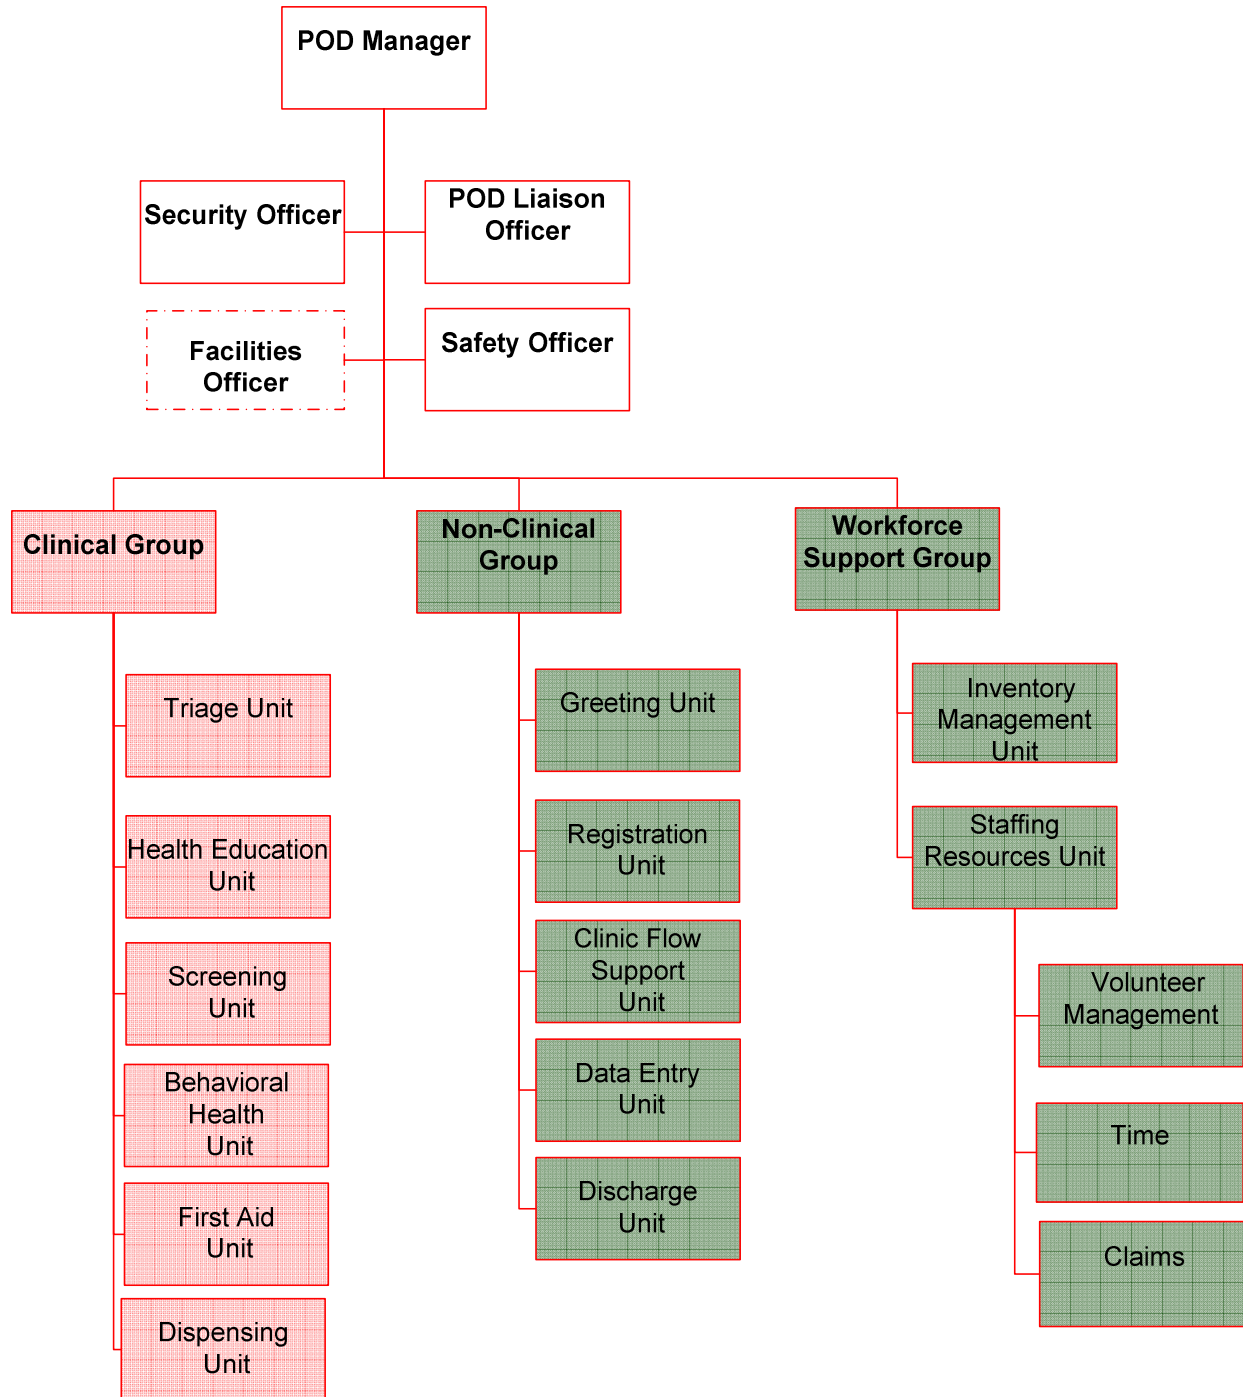 POD Manager
Security Officer
POD Liaison
Officer
Facilities
Officer
Safety Officer
Clinical Group
Non-Clinical
Group
Workforce
Support Group
Triage Unit
Health Education
Unit
Screening
Unit
Behavioral
Health
Unit
First Aid
Unit
Dispensing
Unit
Greeting Unit
Registration
Unit
Clinic Flow
Support
Unit
Data Entry
Unit
Discharge
Unit
Inventory
Management
Unit
Staffing
Resources Unit
Volunteer
Management
Time
Claims